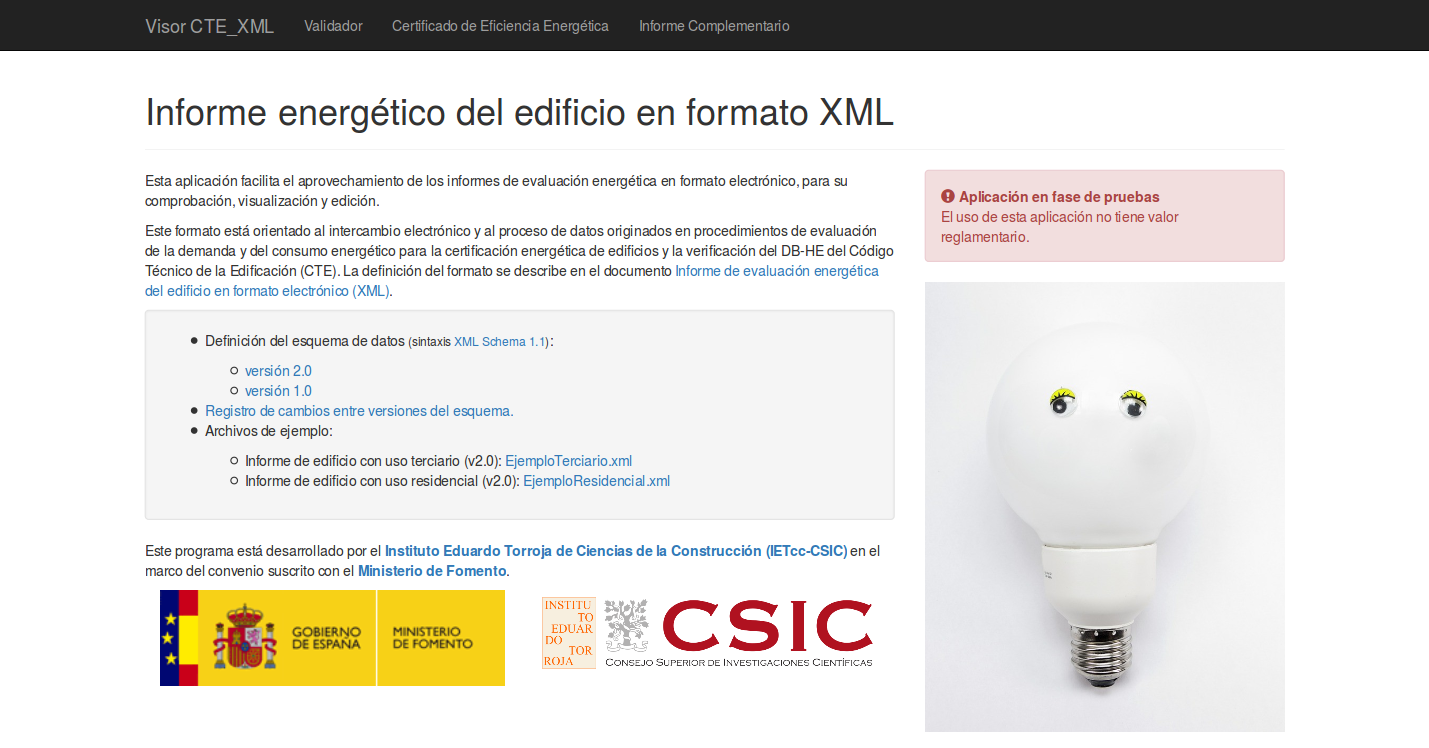 Visor CTE_XML Validador Certificado de Eficiencia Energética Informe Complementario
Informe energético del edificio en formato XML
Esta aplicación facilita el aprovechamiento de los informes de evaluación energética en formato electrónico, para su
comprobación, visualización y edición.
Este formato está orientado al intercambio electrónico y al proceso de datos originados en procedimientos de evaluación
de la demanda y del consumo energético para la certificación energética de edificios y la verificación del DB-HE del Código
Técnico de la Edificación (CTE). La definición del formato se describe en el documento Informe de evaluación energética
del edificio en formato electrónico (XML).
Definición del esquema de datos (sintaxis XML Schema 1.1):
versión 2.0
versión 1.0
Registro de cambios entre versiones del esquema.
Archivos de ejemplo:
Informe de edificio con uso terciario (v2.0): EjemploTerciario.xml
Informe de edificio con uso residencial (v2.0): EjemploResidencial.xml
Este programa está desarrollado por el Instituto Eduardo Torroja de Ciencias de la Construcción (IETcc-CSIC) en el
marco del convenio suscrito con el Ministerio de Fomento.
GOBIERNO
DE ESPAÑA
MINISTERIO
DE FOMENTO
INSTITU
TO
EDUAR
DO
TOR
ROJA
CSIC
CONSEJO SUPERIOR DE INVESTIGACIONES CIENTÍFICAS
Aplicación en fase de pruebas
El uso de esta aplicación no tiene valor
reglamentario.